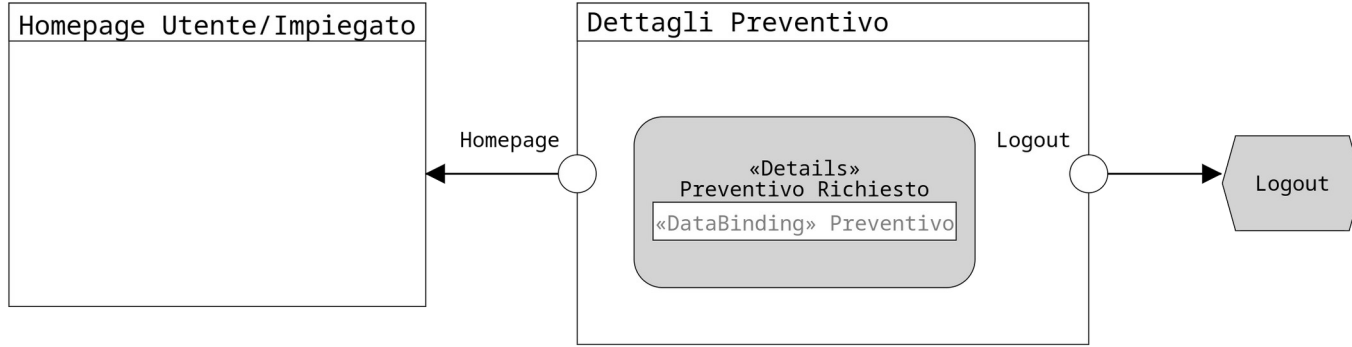 Homepage Utente/Impiegato
Dettagli Preventivo
Homepage
Logout
«Details»
Preventivo Richiesto
«DataBinding» Preventivo
Logout